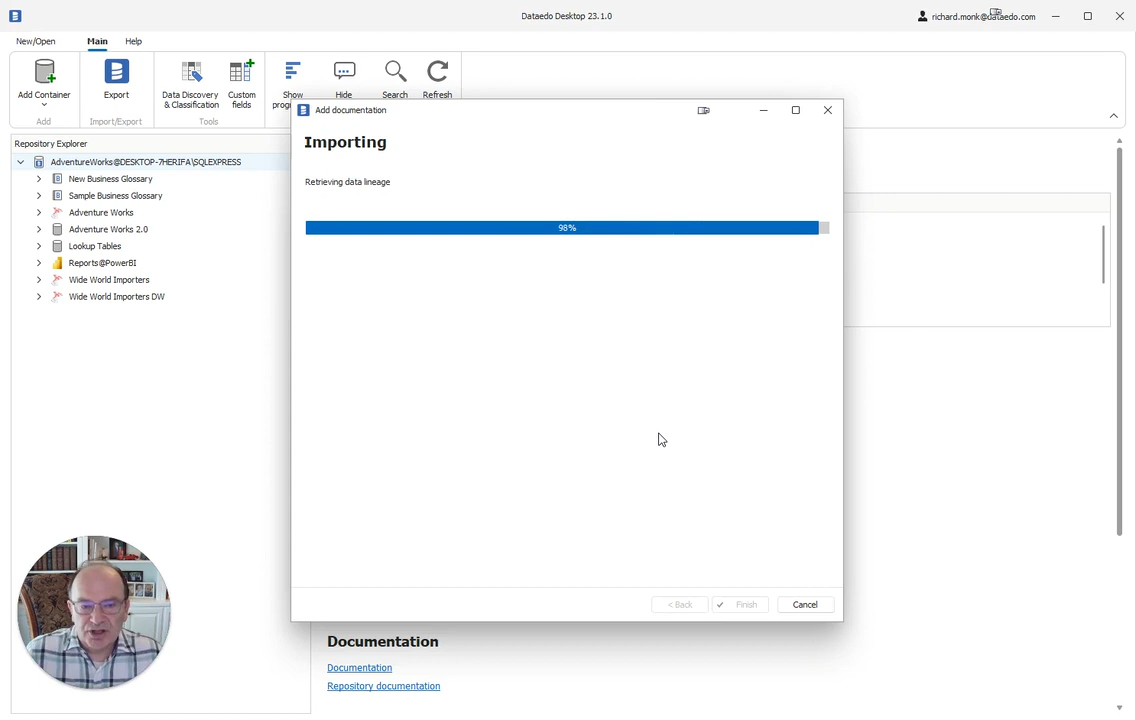 Dataedo Desktop 23.1.0
richard.monk@dataedo.com
New/Open Main Help
Add Container
Export
Data Discovery
& Classification
Custom
fields
Show
Hide
Search
Refresh
Add
Import/Export
Tools
Repository Explorer
AdventureWorks@DESKTOP-7HERIFA\SQLEXPRESS
New Business Glossary
Sample Business Glossary
Adventure Works
Adventure Works 2.0
Lookup Tables
Reports@PowerBI
Wide World Importers
Wide World Importers DW
Add documentation
Importing
Retrieving data lineage
98%
< Back
Finish
Cancel
Documentation
Documentation
Repository documentation